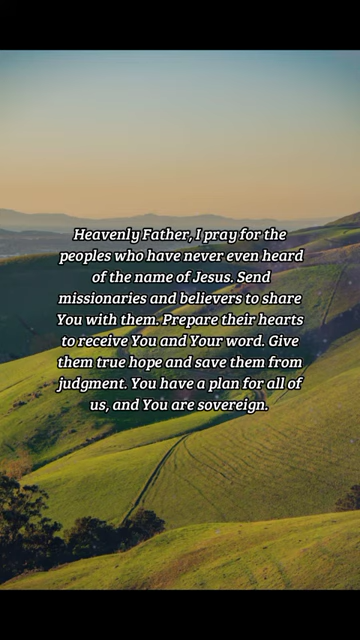 Heavenly Father, I pray for the
peoples who have never even heard
of the name of Jesus. Send
missionaries and believers to share
You with them. Prepare their hearts
to receive You and Your word. Give
them true hope and save them from
judgment. You have a plan for all of
us, and You are sovereign.